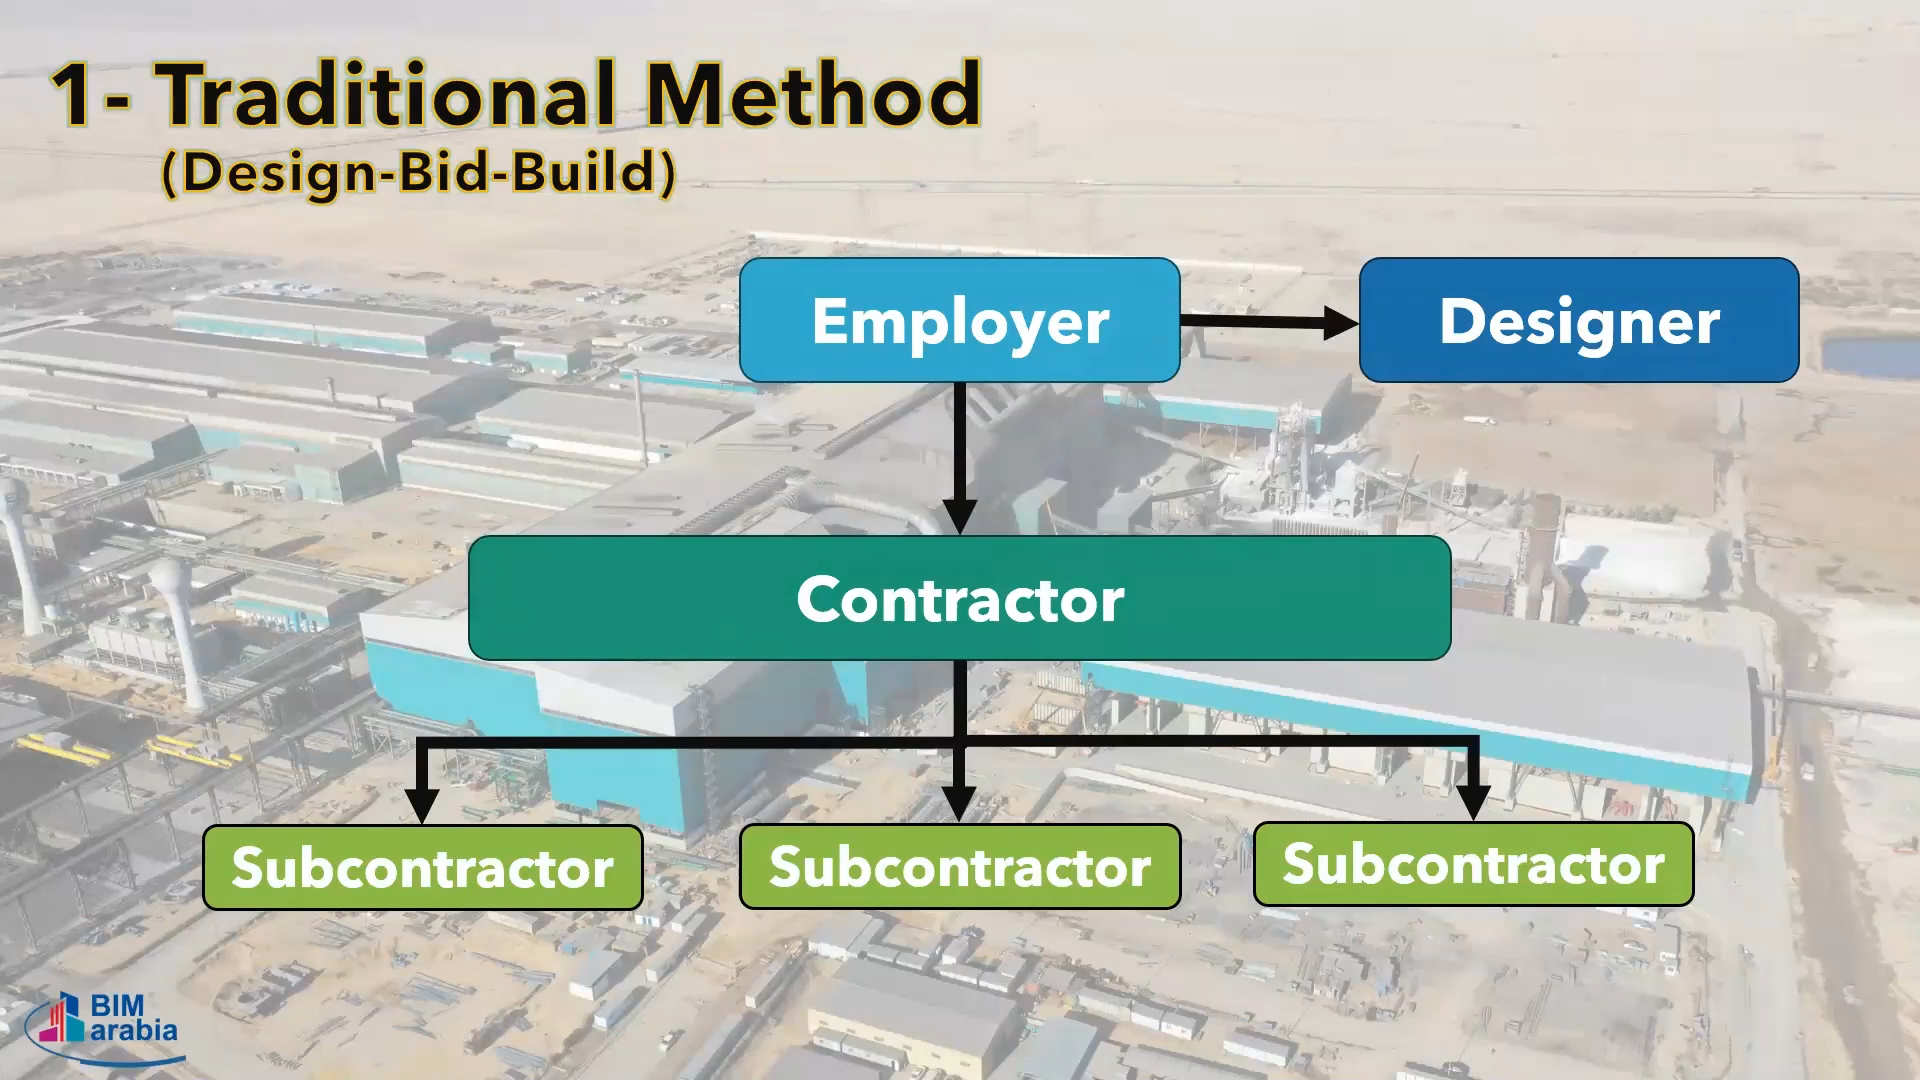 1- Traditional Method
(Design-Bid-Build)
Employer
Designer
Contractor
Subcontractor
Subcontractor
Subcontractor
BIM
arabia